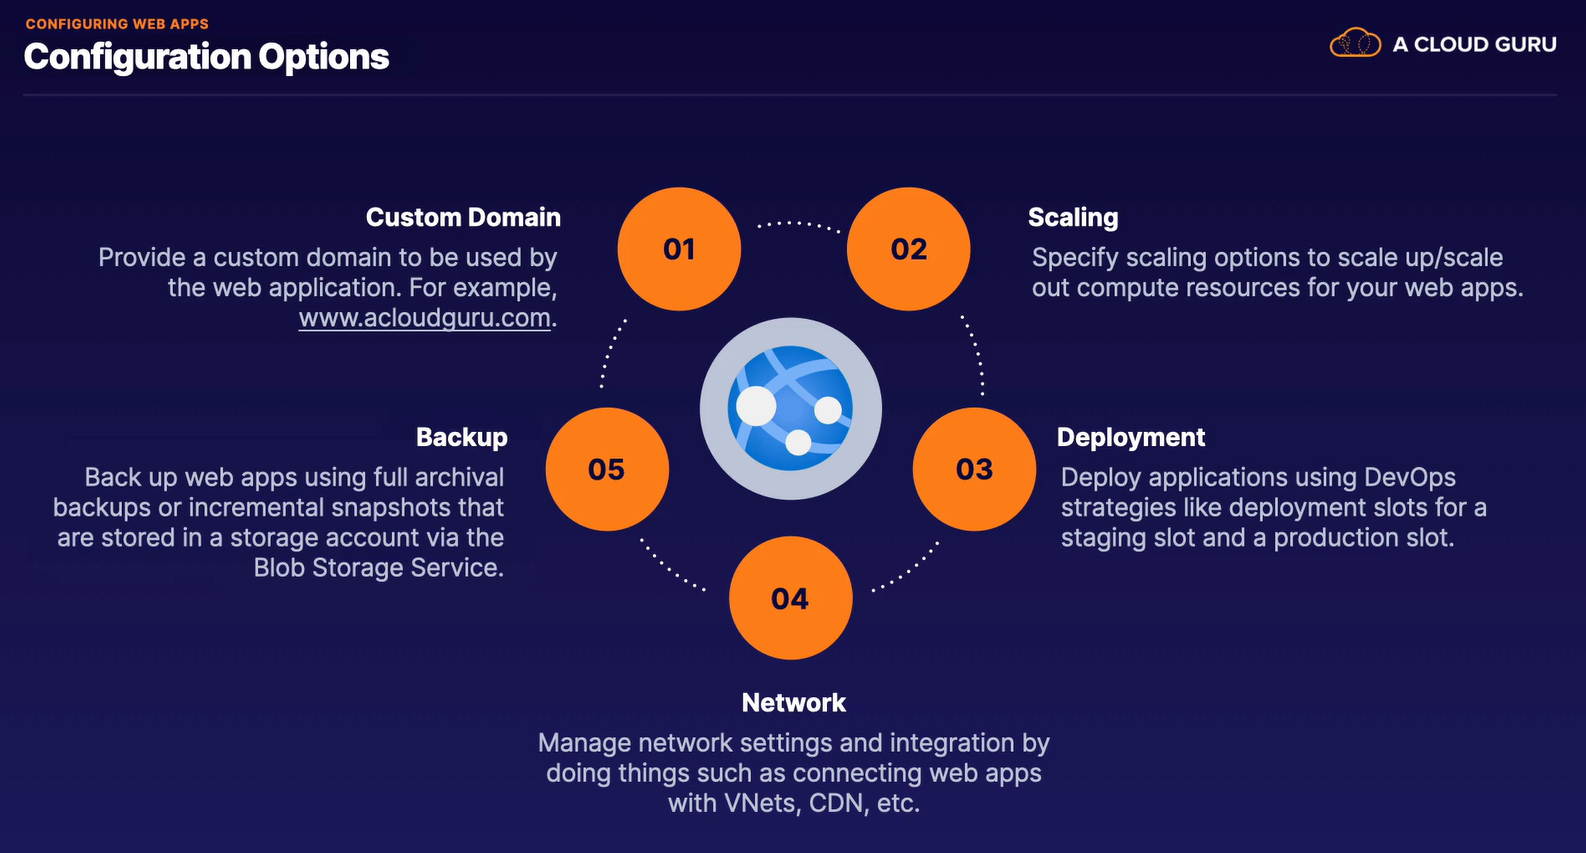 CONFIGURING WEB APPS
Configuration Options
A CLOUD GURU
01
Custom Domain
Provide a custom domain to be used by
the web application. For example,
www.acloudguru.com.
02
Scaling
Specify scaling options to scale up/scale
out compute resources for your web apps.
03
Deployment
Deploy applications using DevOps
strategies like deployment slots for a
staging slot and a production slot.
04
Network
Manage network settings and integration by
doing things such as connecting web apps
with VNets, CDN, etc.
05
Backup
Back up web apps using full archival
backups or incremental snapshots that
are stored in a storage account via the
Blob Storage Service.